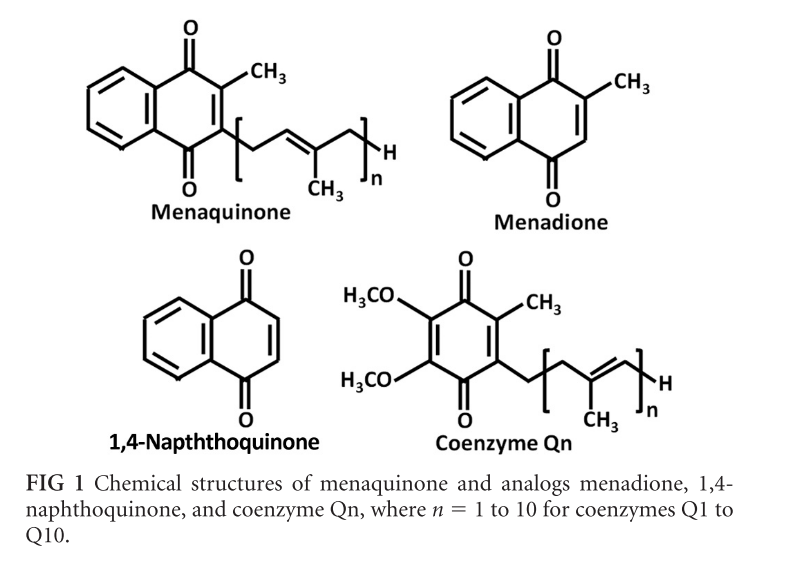 O
CH₃
O
CH₃
[ ]n
H
Menaquinone
O
CH₃
O
Menadione
O
O
1,4-Napththoquinone
O
H₃CO
CH₃
H₃CO
O
CH₃
[ ]n
H
Coenzyme Qn
FIG 1 Chemical structures of menaquinone and analogs menadione, 1,4-
naphthoquinone, and coenzyme Qn, where n = 1 to 10 for coenzymes Q1 to
Q10.